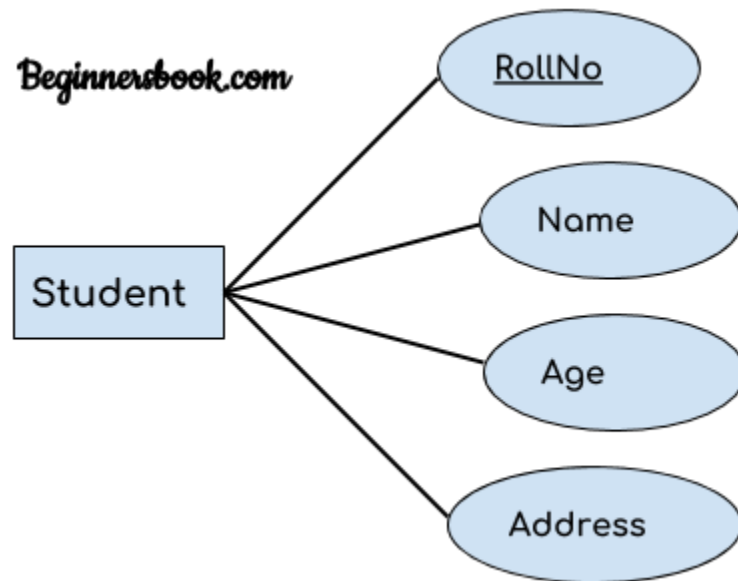 Beginnersbook.com
RollNo
Name
Student
Age
Address